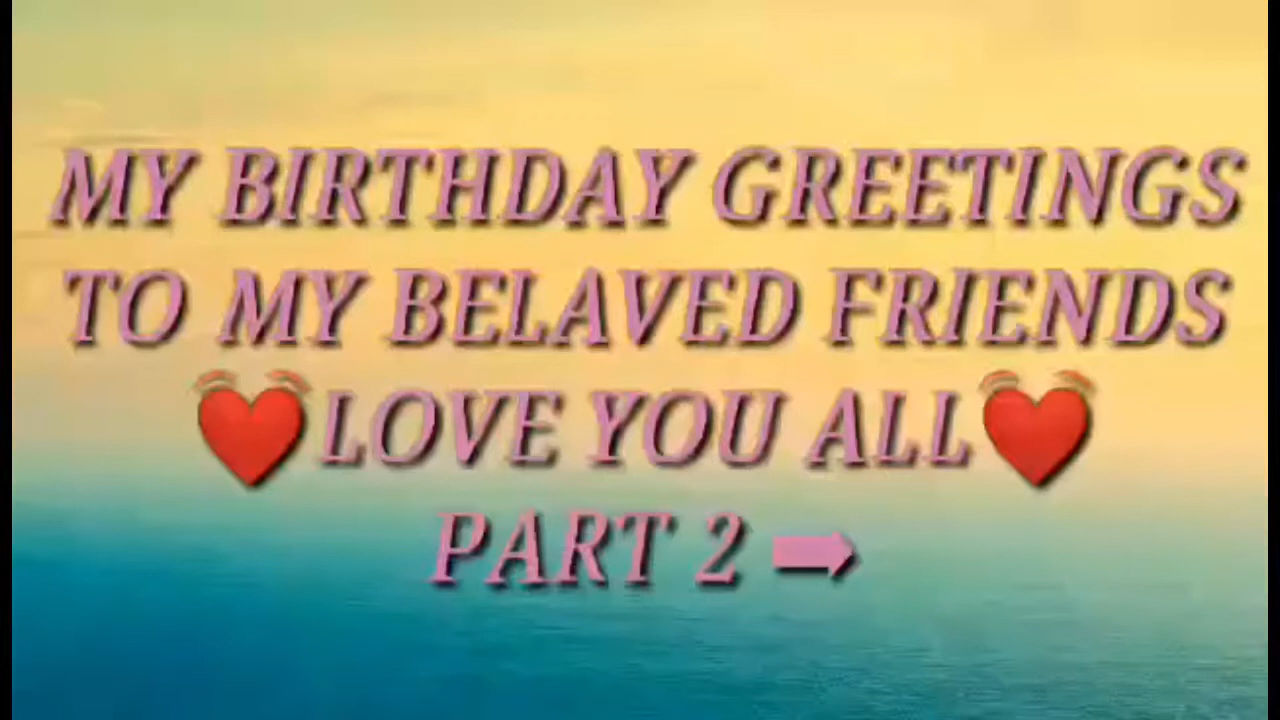 MY BIRTHDAY GREETINGS
TO MY BELAVED FRIENDS
💓LOVE YOU ALL💓
PART 2 ➡